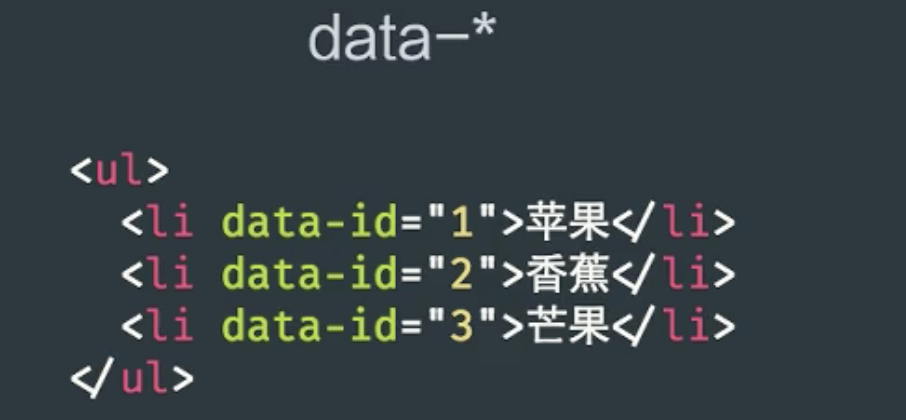 data-*
<ul>
<li data-id="1">苹果</li>
<li data-id="2">香蕉</li>
<li data-id="3">芒果</li>
</ul>